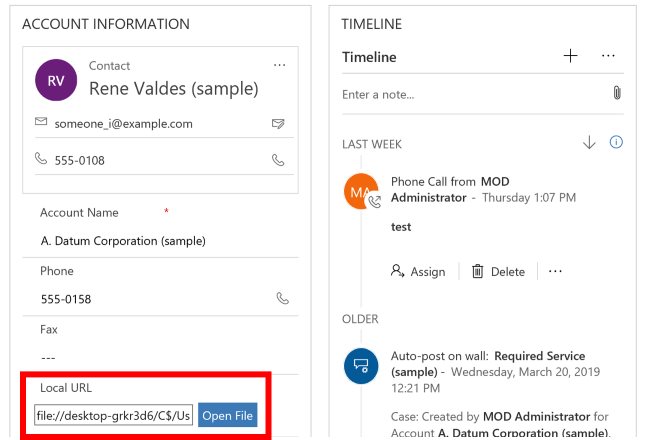 ACCOUNT INFORMATION
RV
Contact
...
Rene Valdes (sample)
someone_i@example.com
555-0108
Account Name *
A. Datum Corporation (sample)
Phone
555-0158
Fax
---
Local URL
file://desktop-grkr3d6/C$/Us
Open File
TIMELINE
Timeline
...
Enter a note...
LAST WEEK
MA
Phone Call from MOD
Administrator - Thursday 1:07 PM
test
Assign
Delete
...
OLDER
Auto-post on wall: Required Service
(sample) - Wednesday, March 20, 2019
12:21 PM
Case: Created by MOD Administrator for
Account A. Datum Corporation (sample).